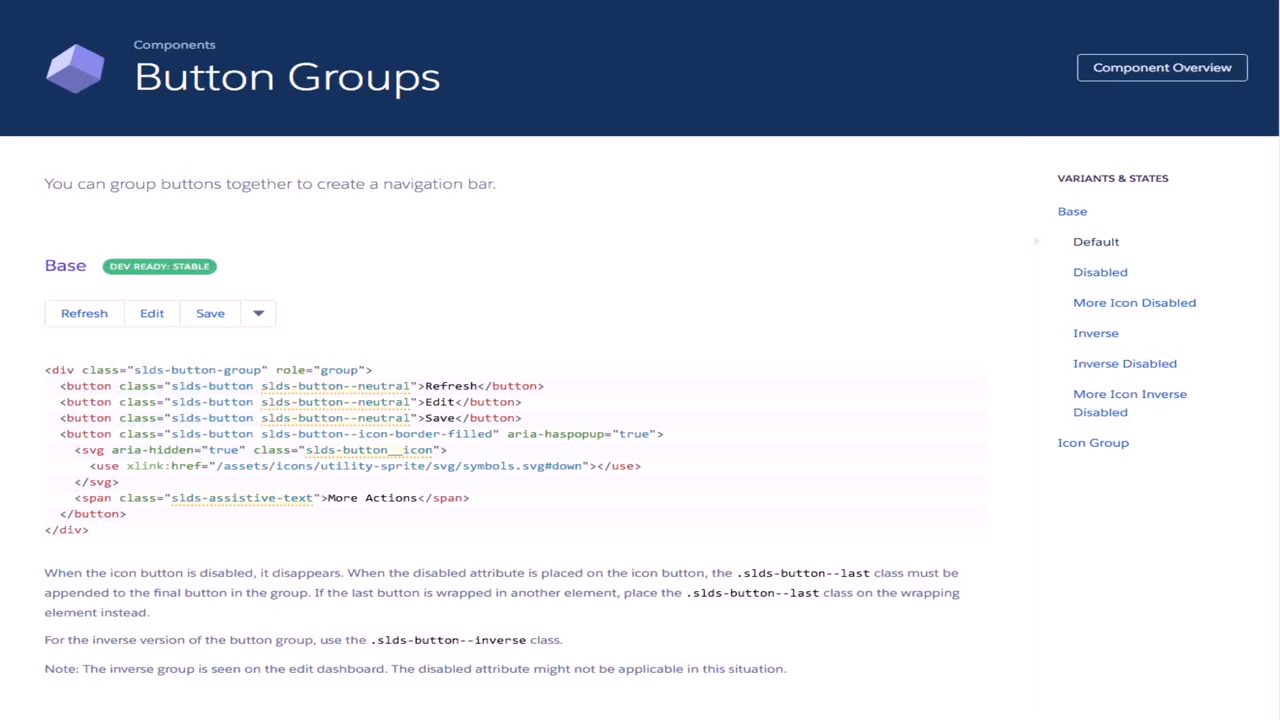 Components
Button Groups
Component Overview
You can group buttons together to create a navigation bar.
Base DEV READY: STABLE
Refresh Edit Save
<div class="slds-button-group" role="group">
<button class="slds-button slds-button--neutral">Refresh</button>
<button class="slds-button slds-button--neutral">Edit</button>
<button class="slds-button slds-button--neutral">Save</button>
<button class="slds-button slds-button--icon-border-filled" aria-haspopup="true">
<svg aria-hidden="true" class="slds-button__icon">
<use xlink:href="/assets/icons/utility-sprite/svg/symbols.svg#down"></use>
</svg>
<span class="slds-assistive-text">More Actions</span>
</button>
</div>
When the icon button is disabled, it disappears. When the disabled attribute is placed on the icon button, the .slds-button--last class must be
appended to the final button in the group. If the last button is wrapped in another element, place the .slds-button--last class on the wrapping
element instead.
For the inverse version of the button group, use the .slds-button--inverse class.
Note: The inverse group is seen on the edit dashboard. The disabled attribute might not be applicable in this situation.
VARIANTS & STATES
Base
Default
Disabled
More Icon Disabled
Inverse
Inverse Disabled
More Icon Inverse
Disabled
Icon Group